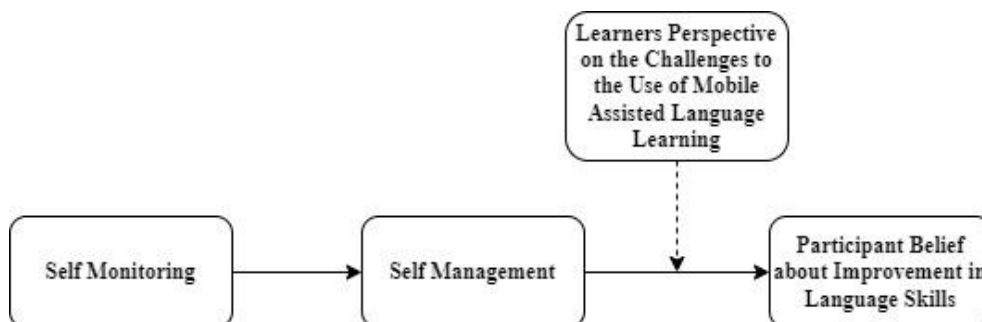 Learners Perspective
on the Challenges to
the Use of Mobile
Assisted Language
Learning
Self Monitoring
Self Management
Participant Belief
about Improvement in
Language Skills